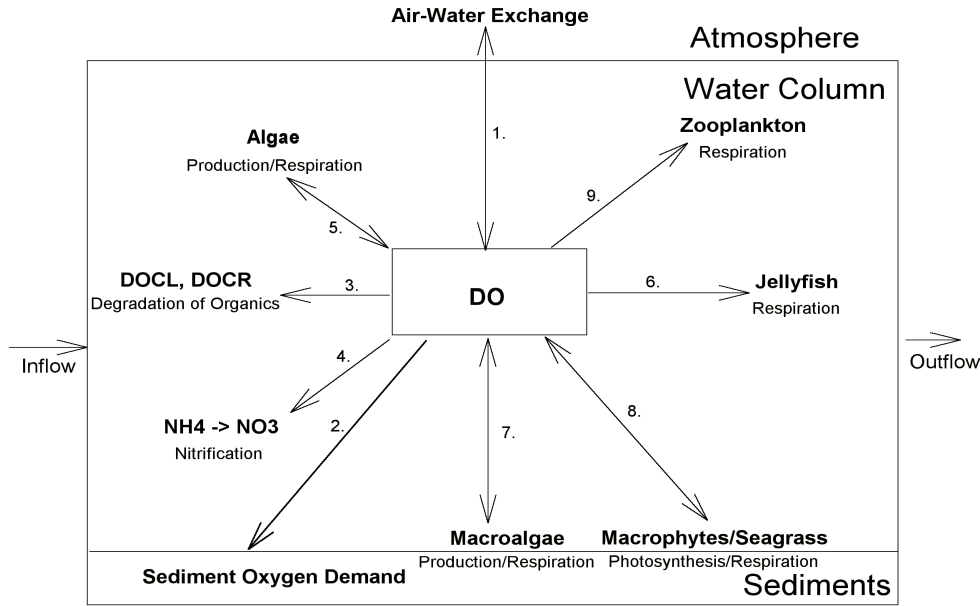 Air-Water Exchange
Atmosphere
Water Column
Zooplankton
Respiration
Algae
Production/Respiration
1.
9.
5.
DOCL, DOCR
Degradation of Organics
3.
DO
6.
Jellyfish
Respiration
Inflow
Outflow
4.
NH4 -> NO3
Nitrification
2.
7.
8.
Macroalgae
Production/Respiration
Macrophytes/Seagrass
Photosynthesis/Respiration
Sediment Oxygen Demand
Sediments